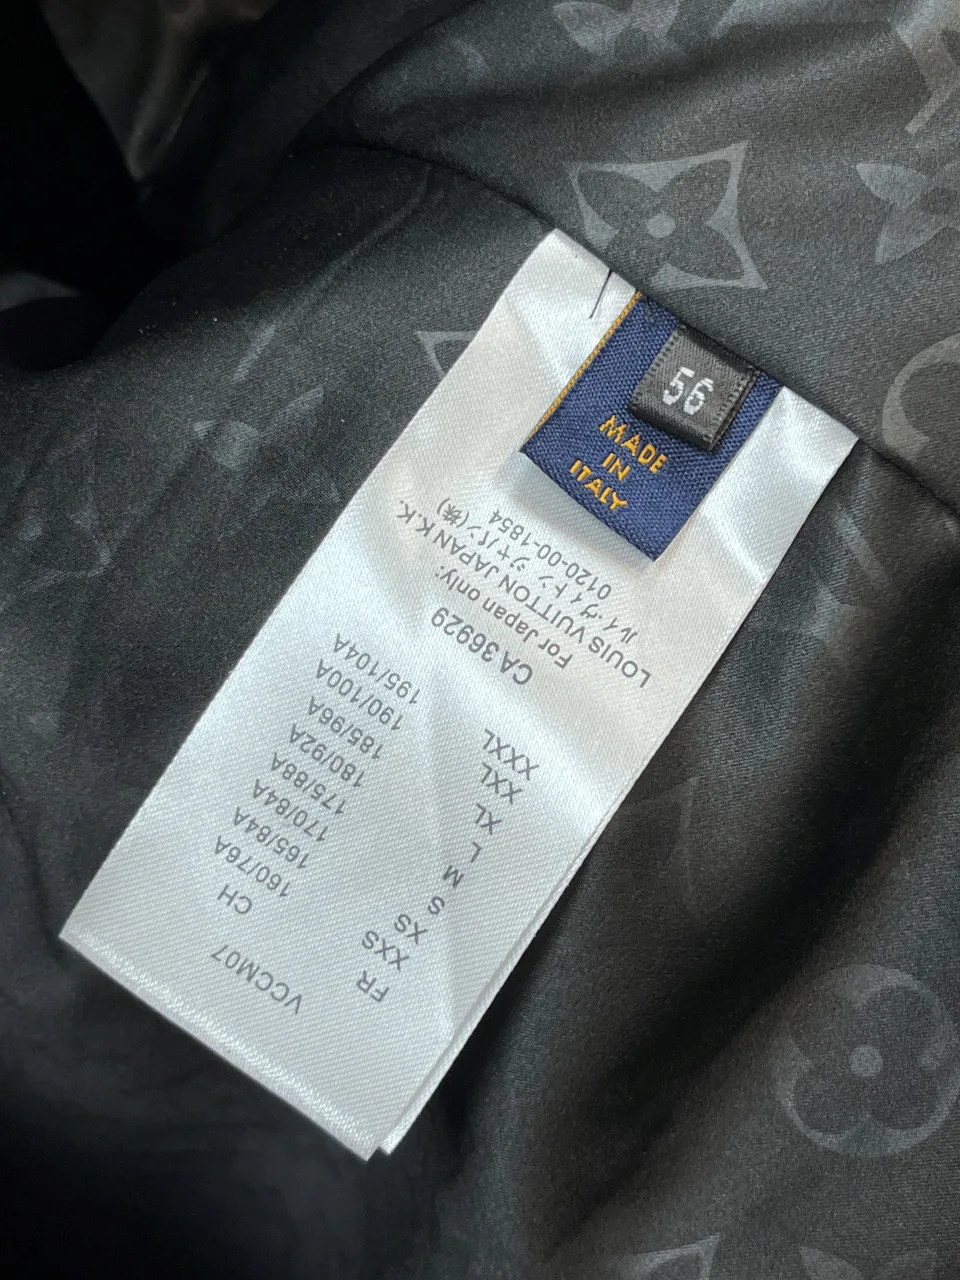 56
MADE
IN
ITALY
VCCM07
FR CH
XXS 160/76A
XS 165/84A
S 170/84A
M 175/88A
L 180/92A
XL 185/96A
XXL 190/100A
XXXL 195/104A
CA 36929
For Japan only:
LOUIS VUITTON JAPAN K.K.
ルイ・ヴィトン ジャパン(株)
0120-00-1854